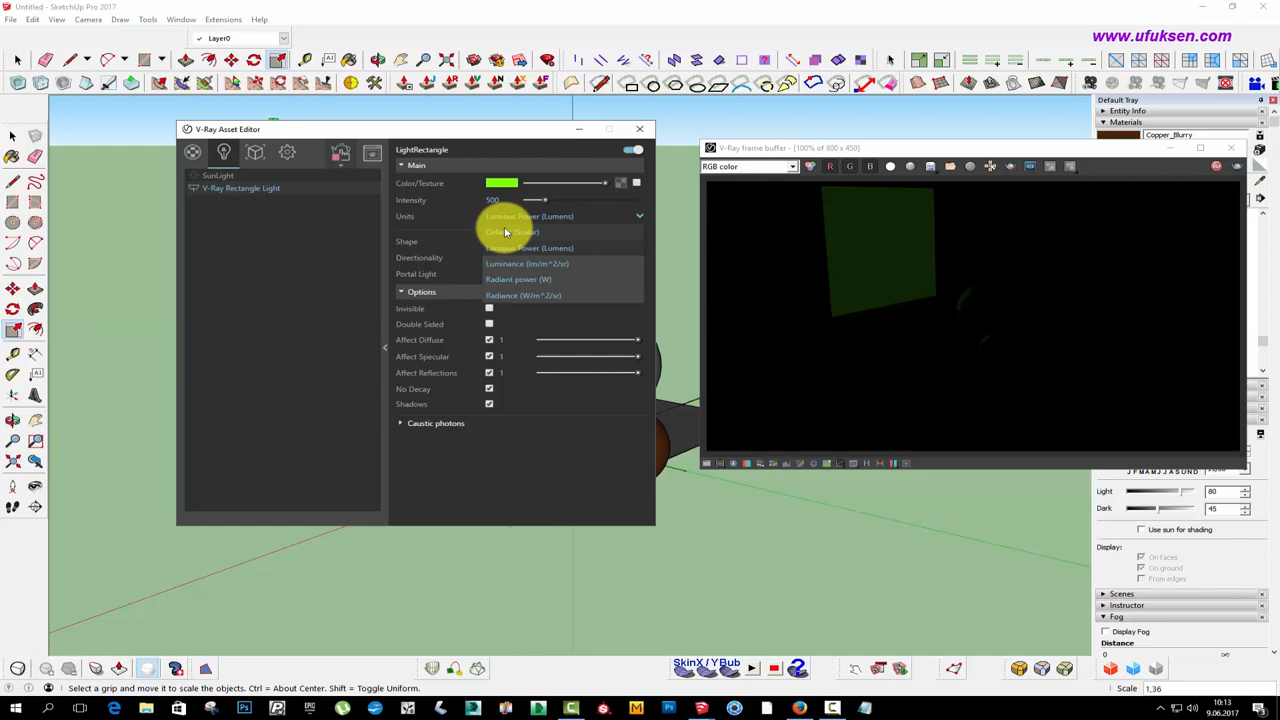 Untitled - SketchUp Pro 2017
File Edit View Camera Draw Tools Window Extensions Help
Layer0
www.ufuksen.com
V-Ray Asset Editor
SunLight
V-Ray Rectangle Light
LightRectangle
Main
Color/Texture
Intensity 500
Units Luminous Power (Lumens)
Default (Scalar)
Luminous Power (Lumens)
Shape
Directionality Luminance (lm/m^2/sr)
Portal Light Radiant power (W)
Options Radiance (W/m^2/sr)
Invisible
Double Sided
Affect Diffuse 1
Affect Specular 1
Affect Reflections 1
No Decay
Shadows
Caustic photons
V-Ray frame buffer - [100% of 800 x 450]
RGB color R G B
Default Tray
Entity Info
Materials
Copper_Blurry
J F M A M J J A S O N D
Light 80
Dark 45
Use sun for shading
Display:
On faces
On ground
From edges
Scenes
Instructor
Fog
Display Fog
Distance
0
SkinX / YBub
Select a grip and move it to scale the objects. Ctrl = About Center. Shift = Toggle Uniform.
Scale 1,36
10:13
9.06.2017